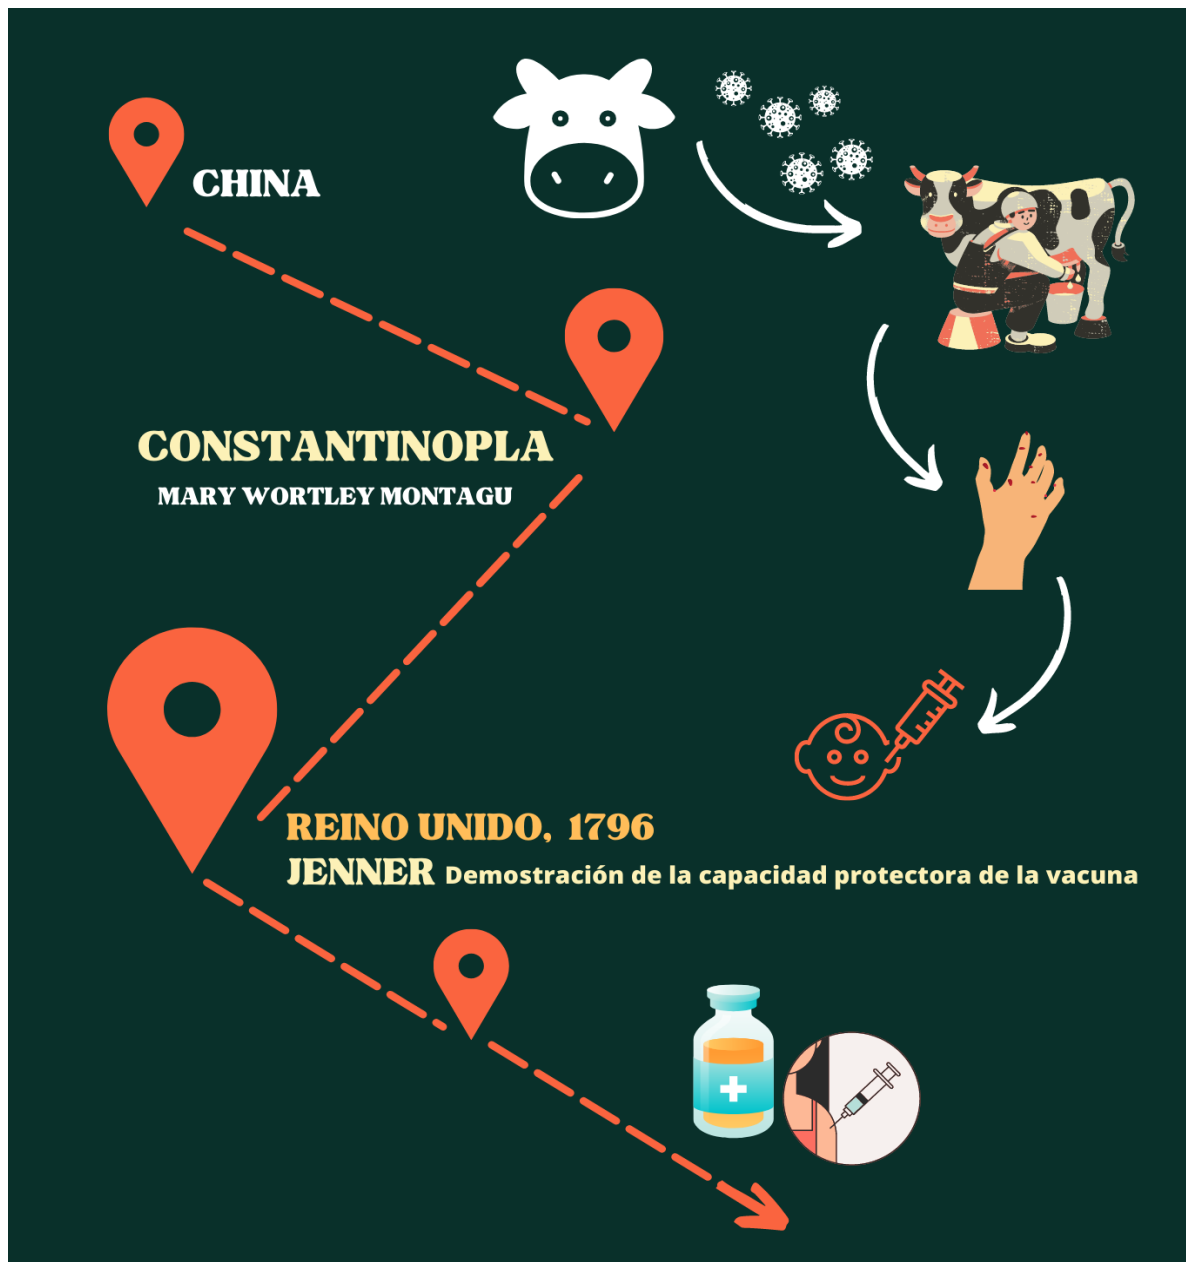 CHINA
CONSTANTINOPLA
MARY WORTLEY MONTAGU
REINO UNIDO, 1796
JENNER Demostración de la capacidad protectora de la vacuna